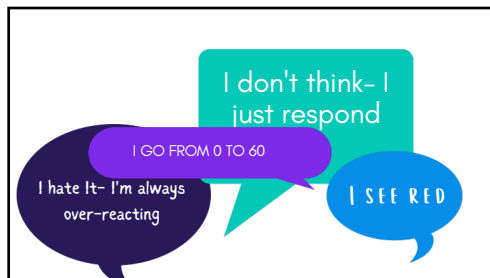 I don't think- I
just respond
I GO FROM 0 TO 60
I hate It- I'm always
over-reacting
I SEE RED